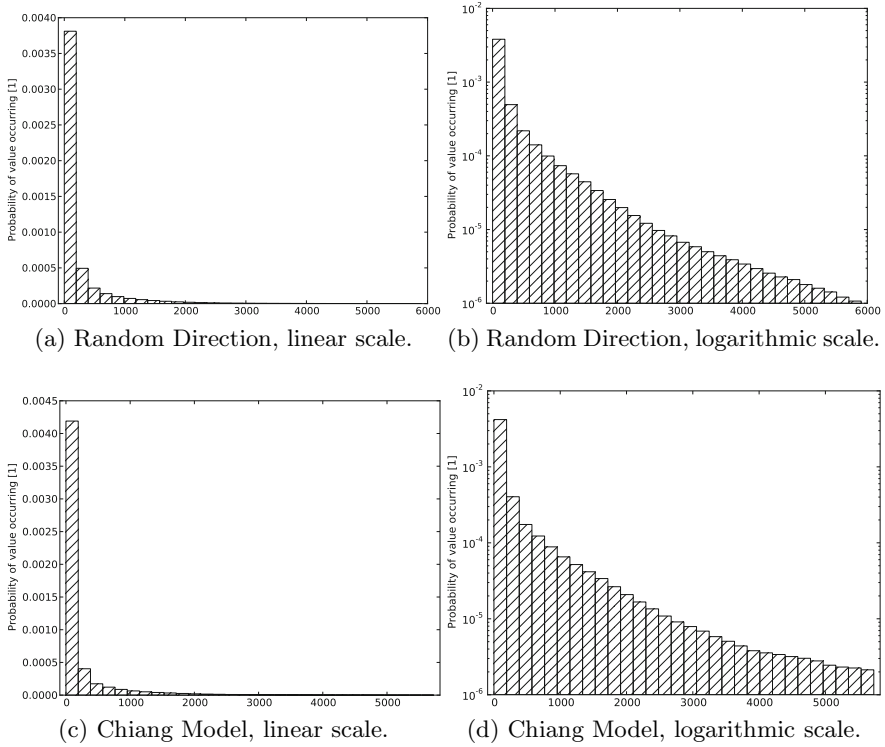 Probability of value occurring [1]
0.0040
0.0035
0.0030
0.0025
0.0020
0.0015
0.0010
0.0005
0.0000
0 1000 2000 3000 4000 5000 6000
(a) Random Direction, linear scale.
Probability of value occurring [1]
10⁻²
10⁻³
10⁻⁴
10⁻⁵
10⁻⁶
0 1000 2000 3000 4000 5000 6000
(b) Random Direction, logarithmic scale.
Probability of value occurring [1]
0.0045
0.0040
0.0035
0.0030
0.0025
0.0020
0.0015
0.0010
0.0005
0.0000
0 1000 2000 3000 4000 5000
(c) Chiang Model, linear scale.
Probability of value occurring [1]
10⁻²
10⁻³
10⁻⁴
10⁻⁵
10⁻⁶
0 1000 2000 3000 4000 5000
(d) Chiang Model, logarithmic scale.